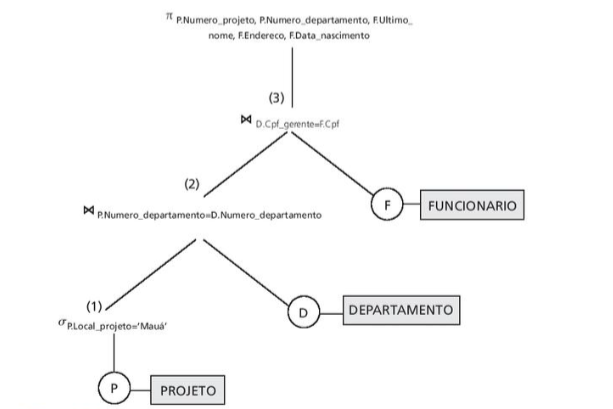 π P.Numero_projeto, P.Numero_departamento, F.Ultimo_
nome, F.Endereco, F.Data_nascimento
(3)
⋈ D.Cpf_gerente=F.Cpf
(2)
F FUNCIONARIO
⋈ P.Numero_departamento=D.Numero_departamento
(1)
D DEPARTAMENTO
σ P.Local_projeto='Mauá'
P PROJETO